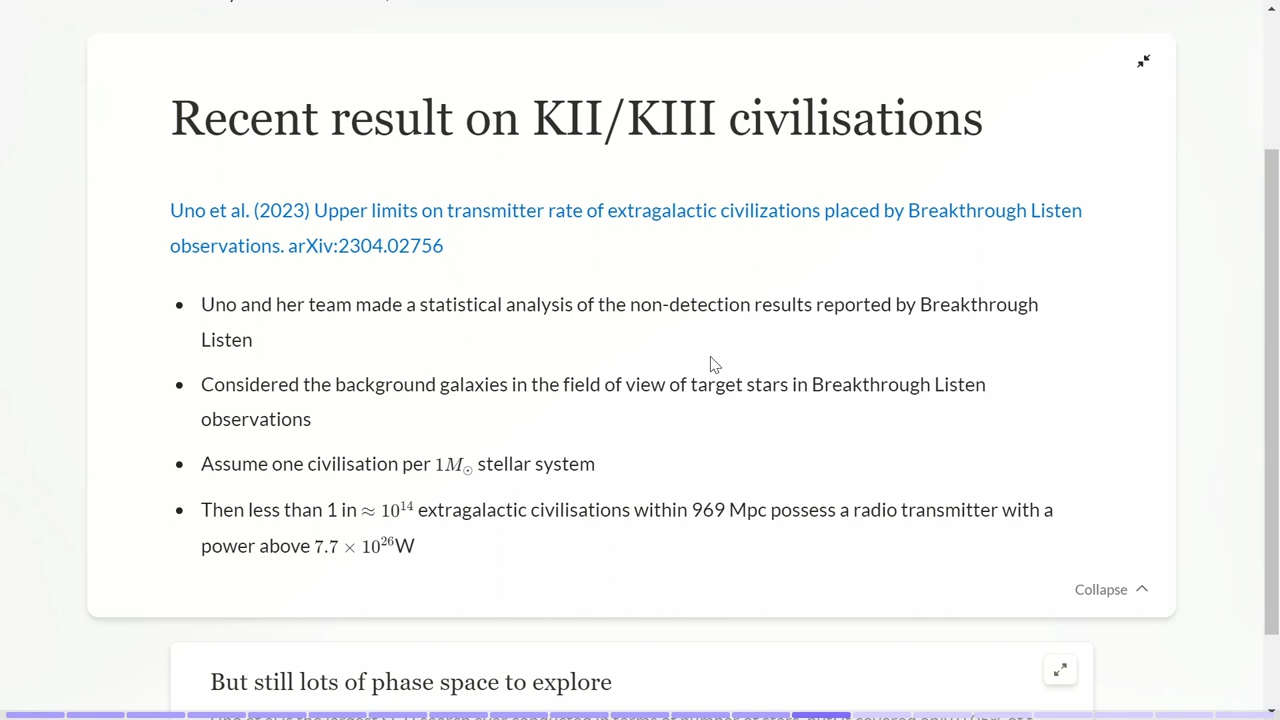 Recent result on KII/KIII civilisations
Uno et al. (2023) Upper limits on transmitter rate of extragalactic civilizations placed by Breakthrough Listen
observations. arXiv:2304.02756
• Uno and her team made a statistical analysis of the non-detection results reported by Breakthrough
Listen
• Considered the background galaxies in the field of view of target stars in Breakthrough Listen
observations
• Assume one civilisation per 1M☉ stellar system
• Then less than 1 in ≈ 10¹⁴ extragalactic civilisations within 969 Mpc possess a radio transmitter with a
power above 7.7 × 10²⁶W
Collapse
But still lots of phase space to explore